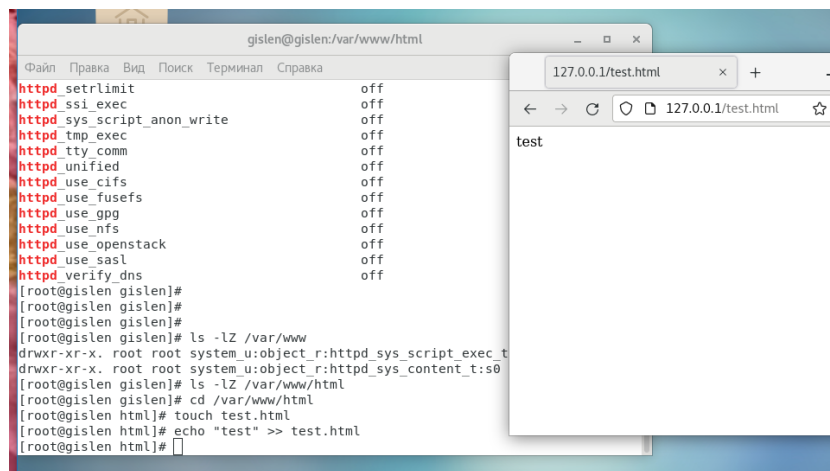 gislen@gislen:/var/www/html
Файл Правка Вид Поиск Терминал Справка
httpd_setrlimit off
httpd_ssi_exec off
httpd_sys_script_anon_write off
httpd_tmp_exec off
httpd_tty_comm off
httpd_unified off
httpd_use_cifs off
httpd_use_fusefs off
httpd_use_gpg off
httpd_use_nfs off
httpd_use_openstack off
httpd_use_sasl off
httpd_verify_dns off
[root@gislen gislen]#
[root@gislen gislen]#
[root@gislen gislen]#
[root@gislen gislen]# ls -lZ /var/www
drwxr-xr-x. root root system_u:object_r:httpd_sys_script_exec_t
drwxr-xr-x. root root system_u:object_r:httpd_sys_content_t:s0
[root@gislen gislen]# ls -lZ /var/www/html
[root@gislen gislen]# cd /var/www/html
[root@gislen html]# touch test.html
[root@gislen html]# echo "test" >> test.html
[root@gislen html]#
127.0.0.1/test.html
127.0.0.1/test.html
test